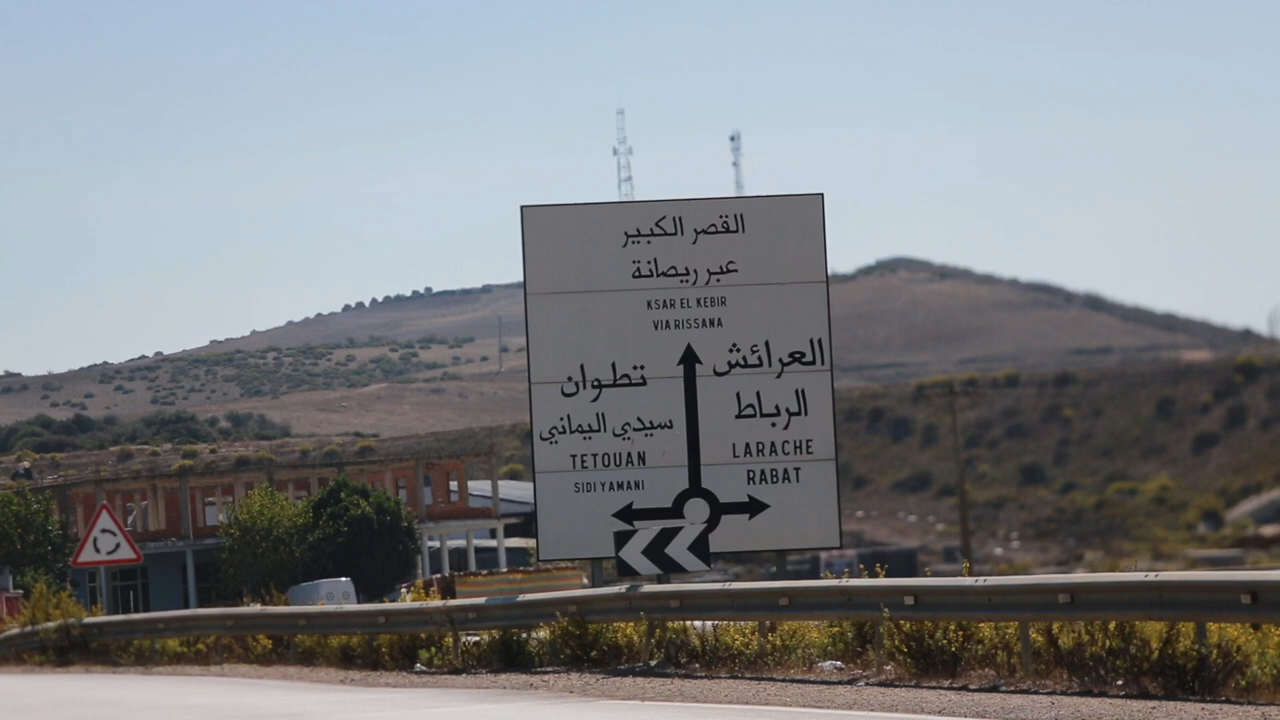 القصر الكبير
عبر ريصانة
KSAR EL KEBIR
VIA RISSANA
تطوان
سيدي اليماني
TETOUAN
SIDI YAMANI
العرائش
الرباط
LARACHE
RABAT